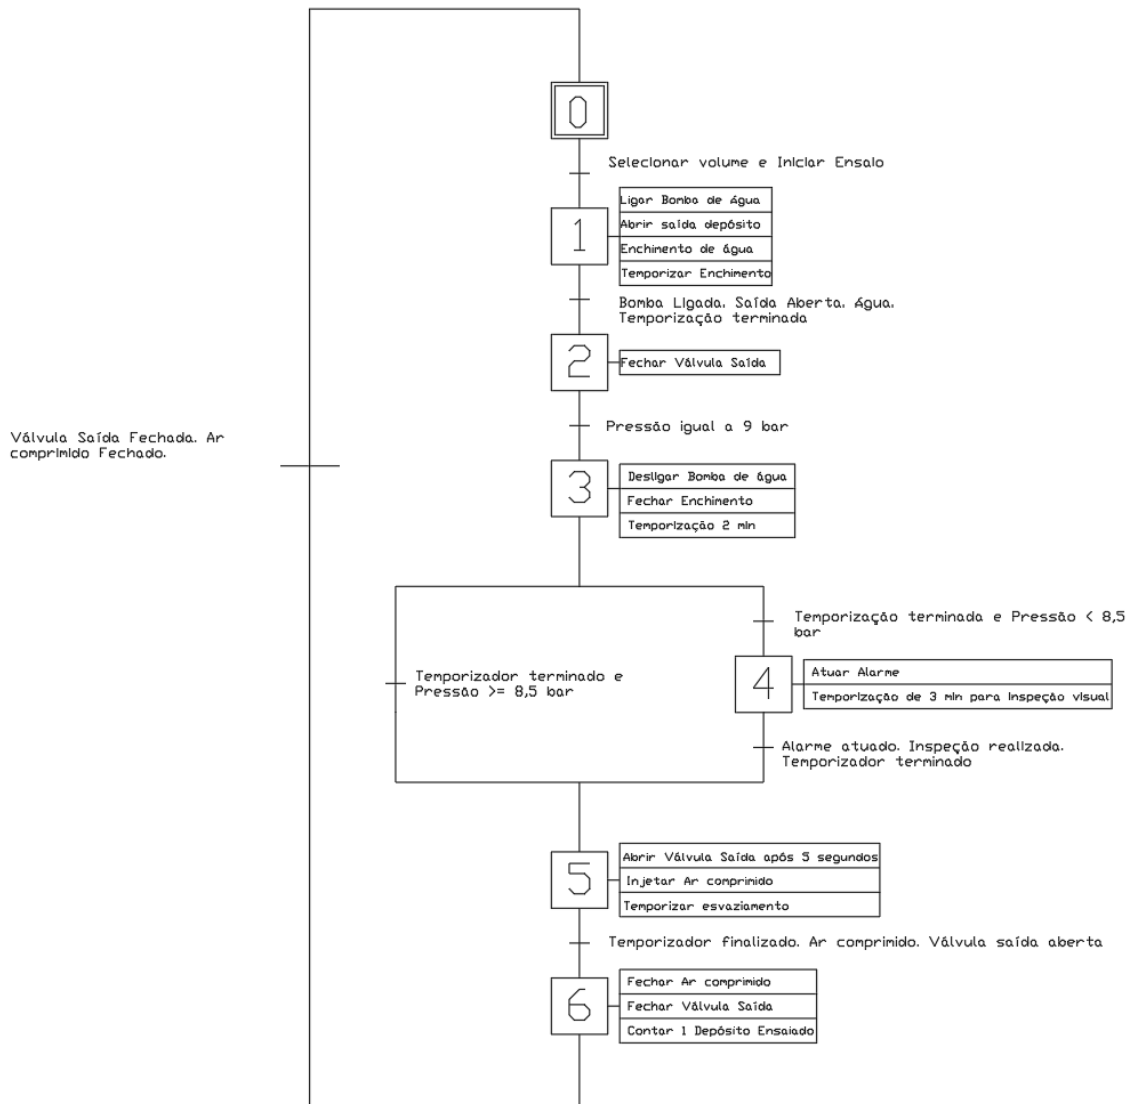 0
Selecionar volume e Iniciar Ensaio
Ligar Bomba de água
1
Abrir saída depósito
Enchimento de água
Temporizar Enchimento
Bomba Ligada. Saída Aberta. Água.
Temporização terminada
2
Fechar Válvula Saída
Pressão igual a 9 bar
Válvula Saída Fechada. Ar
comprimido Fechado.
3
Desligar Bomba de água
Fechar Enchimento
Temporização 2 min
Temporização terminada e Pressão < 8,5
bar
Temporizador terminado e
Pressão >= 8,5 bar
4
Atuar Alarme
Temporização de 3 min para inspeção visual
Alarme atuado. Inspeção realizada.
Temporizador terminado
5
Abrir Válvula Saída após 5 segundos
Injetar Ar comprimido
Temporizar esvaziamento
Temporizador finalizado. Ar comprimido. Válvula saída aberta
6
Fechar Ar comprimido
Fechar Válvula Saída
Contar 1 Depósito Ensaiado